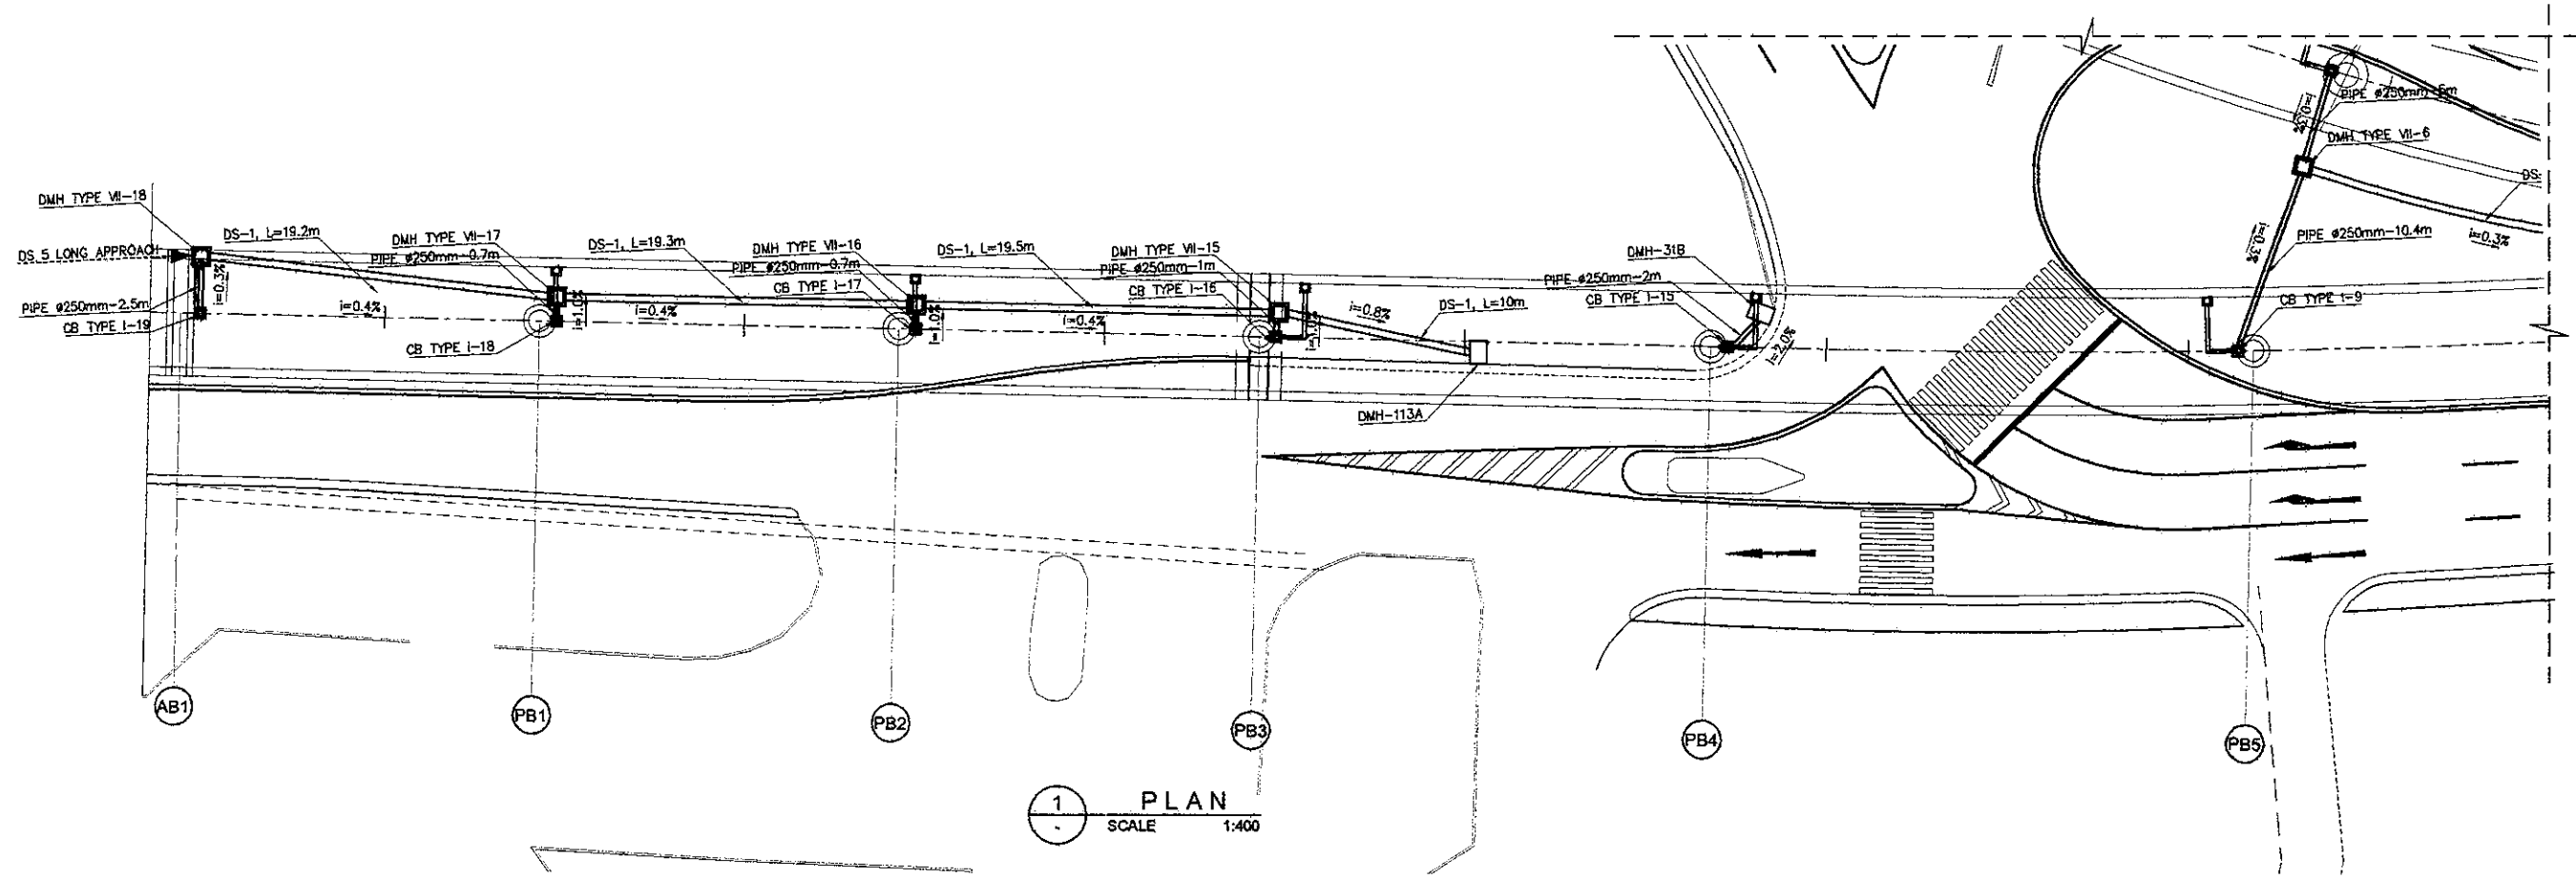 PIPE ø250mm-5m
i=0.3%
DMH TYPE VII-6
DS-
PIPE ø250mm-10.4m
i=0.3%
i=0.3%
CB TYPE I-9
DMH TYPE VII-18
DS 5 LONG APPROACH
DS-1, L=19.2m
DMH TYPE VII-17
PIPE ø250mm-0.7m
DS-1, L=19.3m
DMH TYPE VII-16
PIPE ø250mm-0.7m
CB TYPE I-17
DS-1, L=19.5m
DMH TYPE VII-15
PIPE ø250mm-1m
CB TYPE I-16
DMH-31B
PIPE ø250mm-2m
CB TYPE I-15
i=0.3%
PIPE ø250mm-2.5m
CB TYPE I-19
i=0.4%
i=1.0%
CB TYPE I-18
i=0.4%
i=1.0%
i=0.4%
i=0.8%
DS-1, L=10m
i=2.0%
DMH-113A
AB1
PB1
PB2
PB3
PB4
PB5
1
PLAN
-
SCALE 1:400